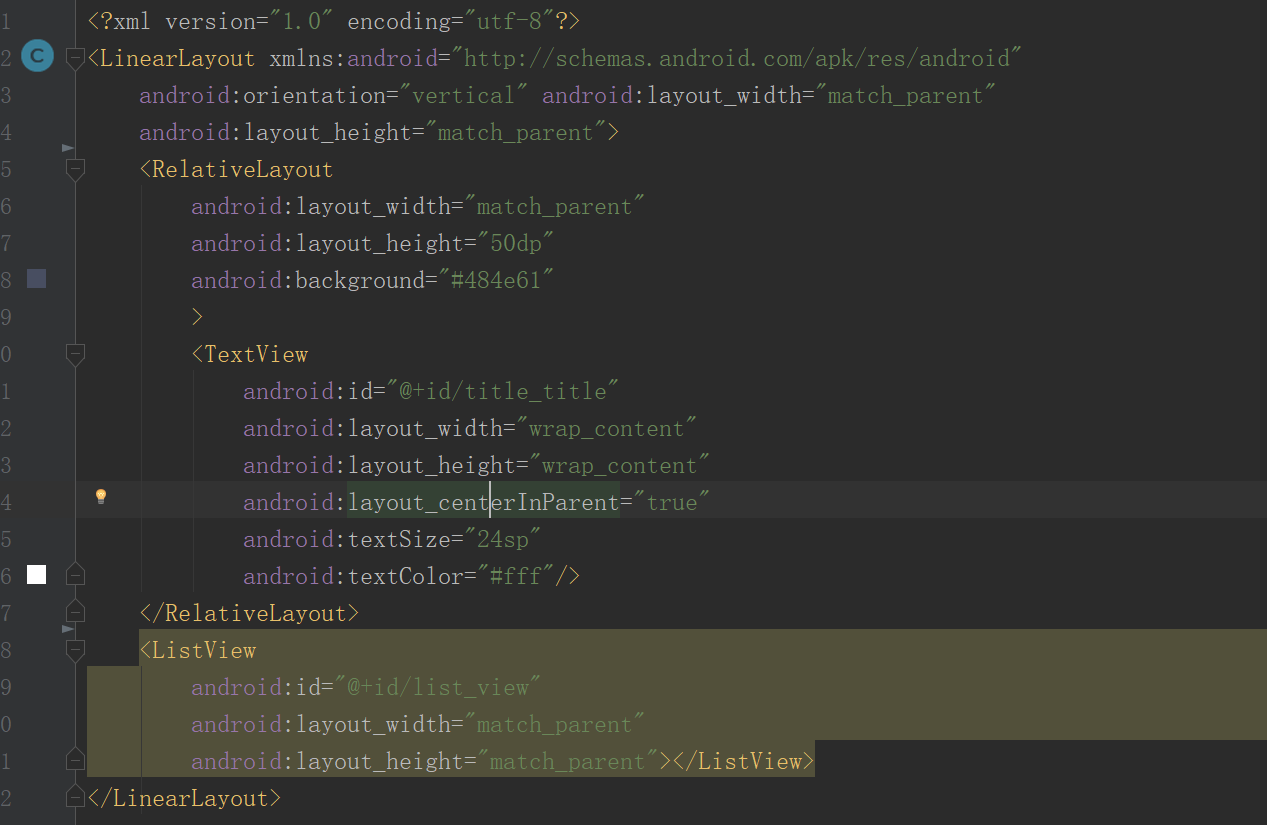 1 <?xml version="1.0" encoding="utf-8"?>
2 C <LinearLayout xmlns:android="http://schemas.android.com/apk/res/android"
3 android:orientation="vertical" android:layout_width="match_parent"
4 android:layout_height="match_parent">
5 <RelativeLayout
6 android:layout_width="match_parent"
7 android:layout_height="50dp"
8 android:background="#484e61"
9 >
0 <TextView
1 android:id="@+id/title_title"
2 android:layout_width="wrap_content"
3 android:layout_height="wrap_content"
4 android:layout_centerInParent="true"
5 android:textSize="24sp"
6 android:textColor="#fff"/>
7 </RelativeLayout>
8 <ListView
9 android:id="@+id/list_view"
0 android:layout_width="match_parent"
1 android:layout_height="match_parent"></ListView>
2 </LinearLayout>